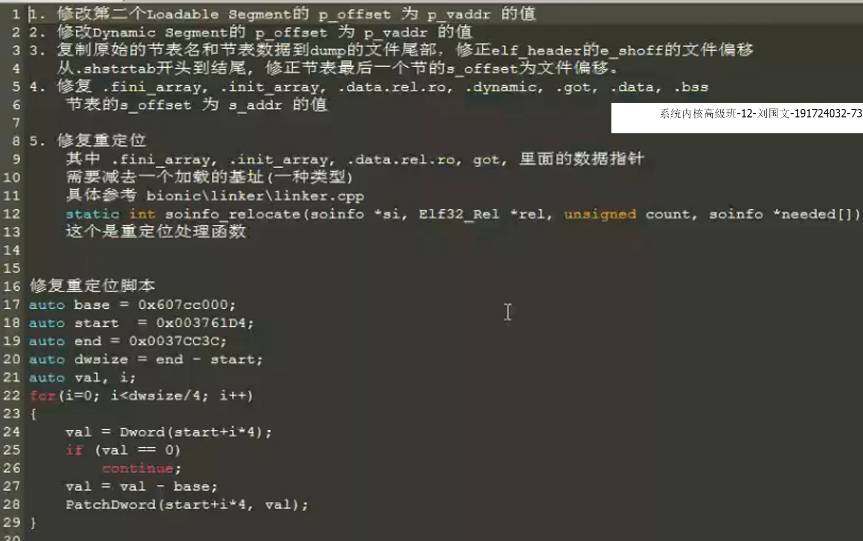 1 1. 修改第二个Loadable Segment的 p_offset 为 p_vaddr 的值
2 2. 修改Dynamic Segment的 p_offset 为 p_vaddr 的值
3 3. 复制原始的节表名和节表数据到dump的文件尾部, 修正elf_header的e_shoff的文件偏移
4 从.shstrtab开头到结尾, 修正节表最后一个节的s_offset为文件偏移。
5 4. 修复 .fini_array, .init_array, .data.rel.ro, .dynamic, .got, .data, .bss
6 节表的s_offset 为 s_addr 的值
系统内核高级班-12-刘国文-191724032-73
7
8 5. 修复重定位
9 其中 .fini_array, .init_array, .data.rel.ro, got, 里面的数据指针
10 需要减去一个加载的基址(一种类型)
11 具体参考 bionic\linker\linker.cpp
12 static int soinfo_relocate(soinfo *si, Elf32_Rel *rel, unsigned count, soinfo *needed[])
13 这个是重定位处理函数
14
15
16 修复重定位脚本
17 auto base = 0x607cc000;
18 auto start = 0x003761D4;
19 auto end = 0x0037CC3C;
20 auto dwsize = end - start;
21 auto val, i;
22 for(i=0; i<dwsize/4; i++)
23 {
24 val = Dword(start+i*4);
25 if (val == 0)
26 continue;
27 val = val - base;
28 PatchDword(start+i*4, val);
29 }
30